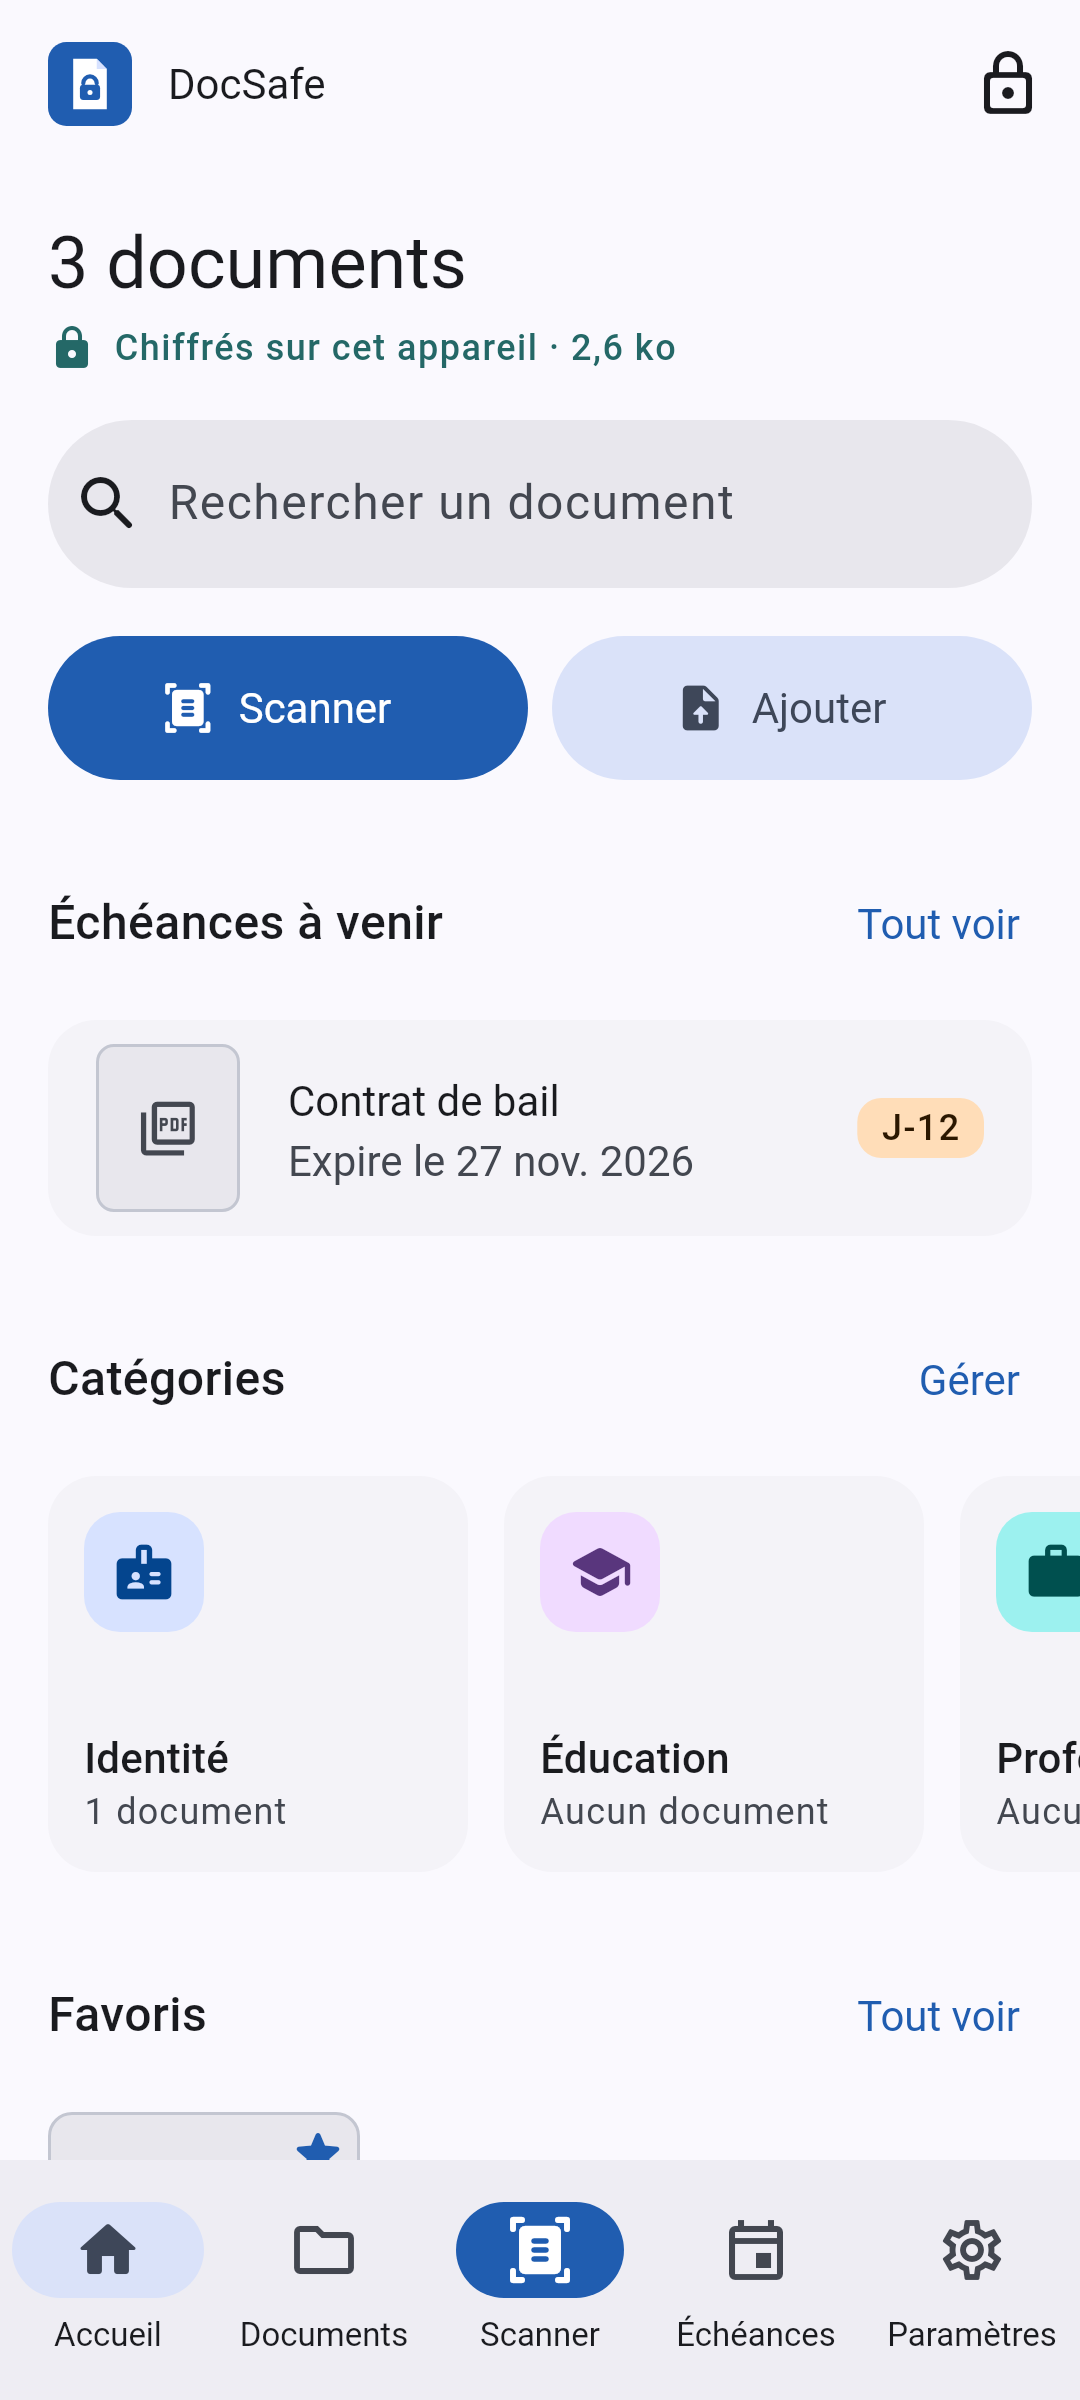 DocSafe
3 documents
Chiffrés sur cet appareil · 2,6 ko
Rechercher un document
Scanner
Ajouter
Échéances à venir
Tout voir
PDF
Contrat de bail
Expire le 27 nov. 2026
J-12
Catégories
Gérer
Identité
1 document
Éducation
Aucun document
Prof
Aucu
Favoris
Tout voir
Accueil
Documents
Scanner
Échéances
Paramètres